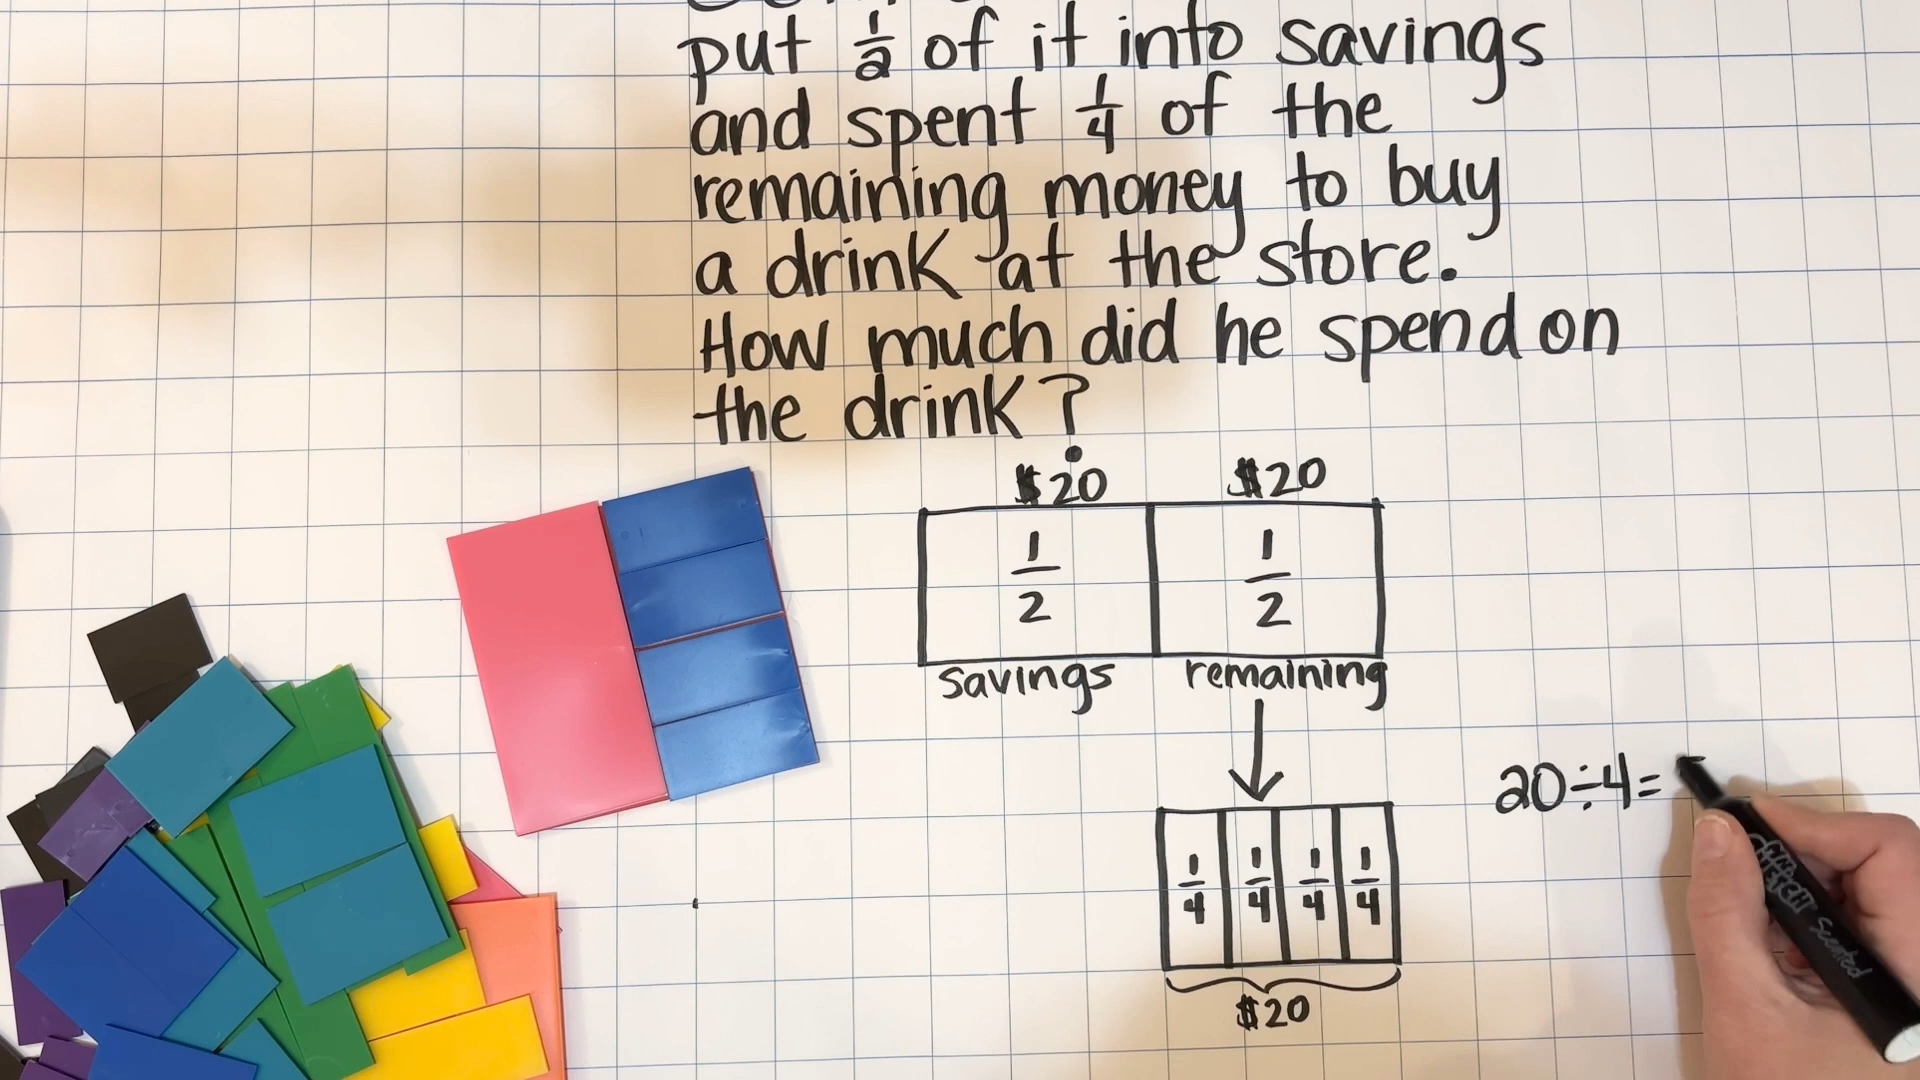 put 1/2 of it into savings
and spent 1/4 of the
remaining money to buy
a drink at the store.
How much did he spend on
the drink?
$20 $20
1/2 1/2
savings remaining
20÷4=
1/4 1/4 1/4 1/4
$20
Scented